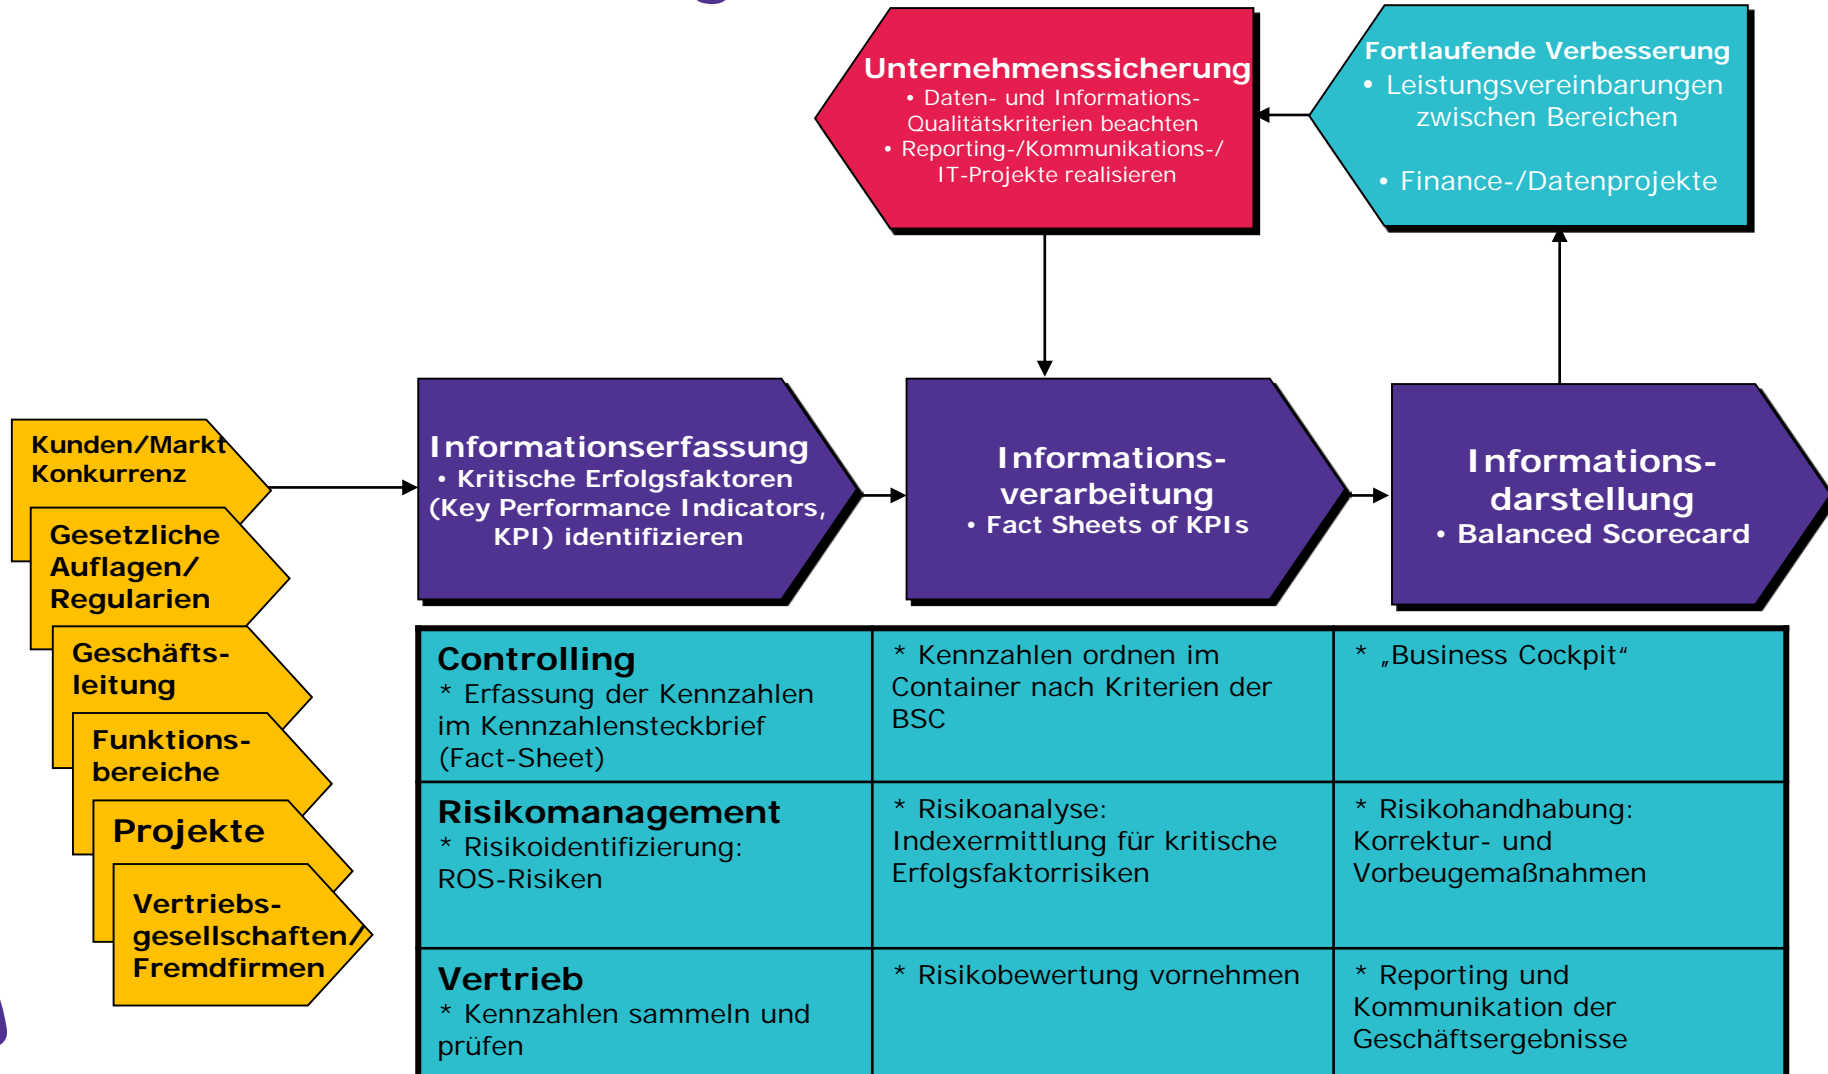 Unternehmenssicherung
• Daten- und Informations-
Qualitätskriterien beachten
• Reporting-/Kommunikations-/
IT-Projekte realisieren
Fortlaufende Verbesserung
• Leistungsvereinbarungen
zwischen Bereichen
• Finance-/Datenprojekte
Kunden/Markt
Konkurrenz
Gesetzliche
Auflagen/
Regularien
Geschäfts-
leitung
Funktions-
bereiche
Projekte
Vertriebs-
gesellschaften/
Fremdfirmen
Informationserfassung
• Kritische Erfolgsfaktoren
(Key Performance Indicators,
KPI) identifizieren
Informations-
verarbeitung
• Fact Sheets of KPIs
Informations-
darstellung
• Balanced Scorecard
Controlling
* Erfassung der Kennzahlen
im Kennzahlensteckbrief
(Fact-Sheet)
* Kennzahlen ordnen im
Container nach Kriterien der
BSC
* „Business Cockpit“
Risikomanagement
* Risikoidentifizierung:
ROS-Risiken
* Risikoanalyse:
Indexermittlung für kritische
Erfolgsfaktorrisiken
* Risikohandhabung:
Korrektur- und
Vorbeugemaßnahmen
Vertrieb
* Kennzahlen sammeln und
prüfen
* Risikobewertung vornehmen
* Reporting und
Kommunikation der
Geschäftsergebnisse